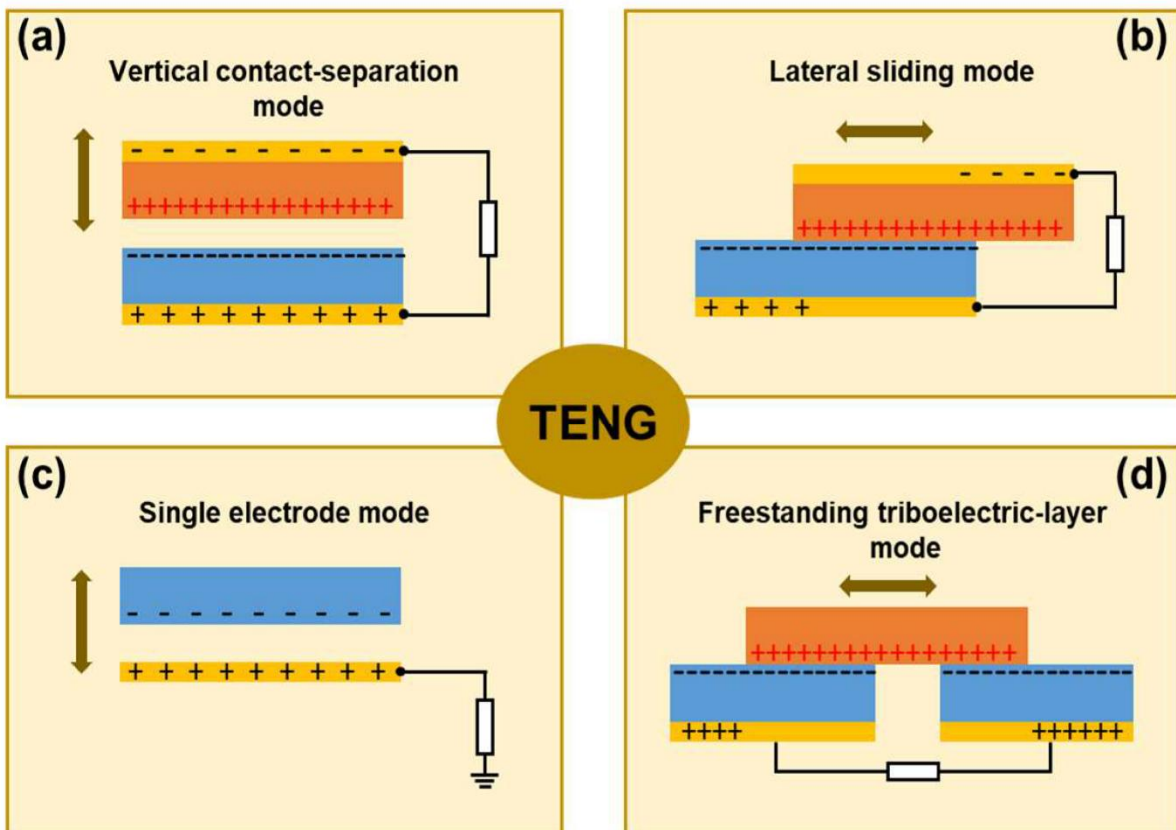 (a)
Vertical contact-separation
mode
- - - - - - - - -
+++++++++++++++++
------------------------
+ + + + + + + + +
(b)
Lateral sliding mode
- - - -
+++++++++++++++++
------------------------
+ + + +
TENG
(c)
Single electrode mode
- - - - - - - - -
+ + + + + + + + +
(d)
Freestanding triboelectric-layer
mode
+++++++++++++++++
---------------- ----------------
++++ ++++++